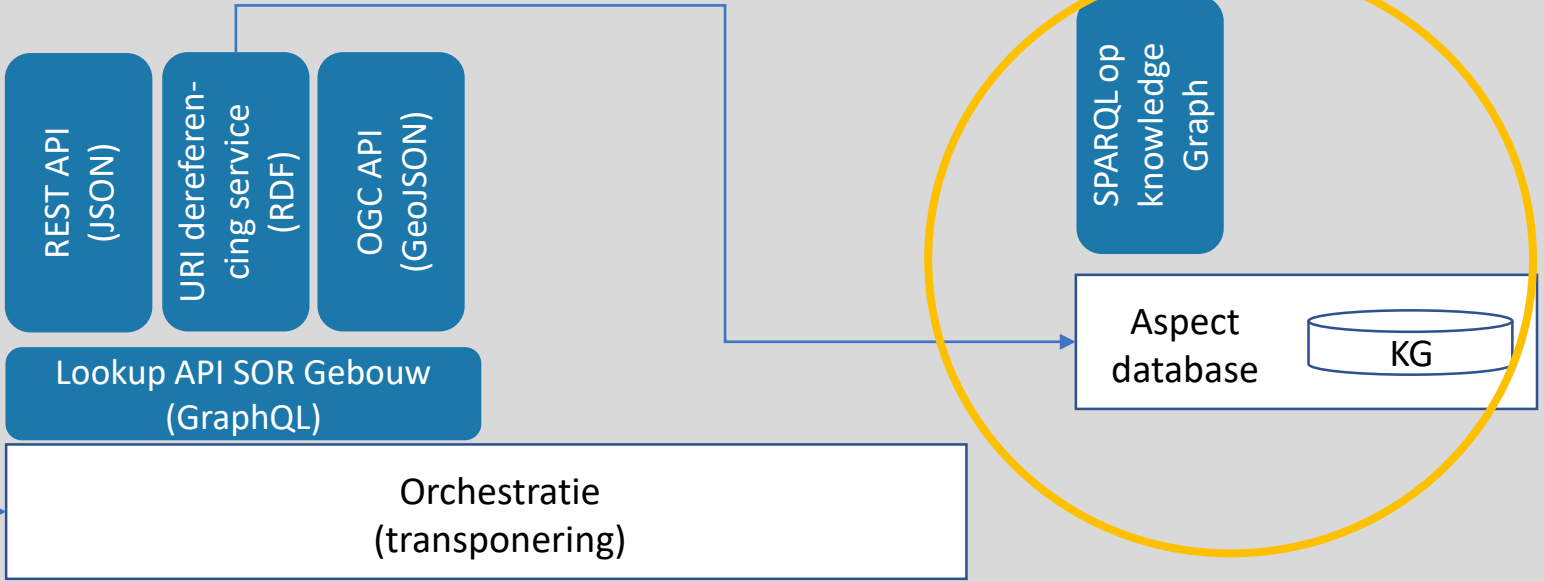 REST API
(JSON)
URI dereferen-
cing service
(RDF)
OGC API
(GeoJSON)
SPARQL op
knowledge
Graph
Aspect
database
KG
Lookup API SOR Gebouw
(GraphQL)
Orchestratie
(transponering)